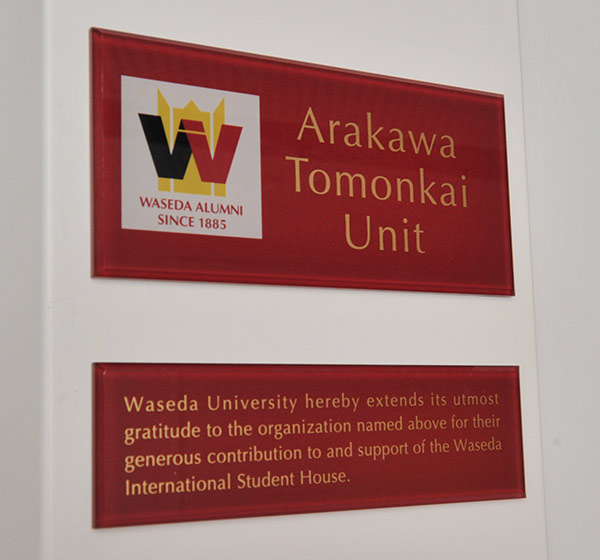 WASEDA ALUMNI
SINCE 1885
Arakawa
Tomonkai
Unit
Waseda University hereby extends its utmost
gratitude to the organization named above for their
generous contribution to and support of the Waseda
International Student House.